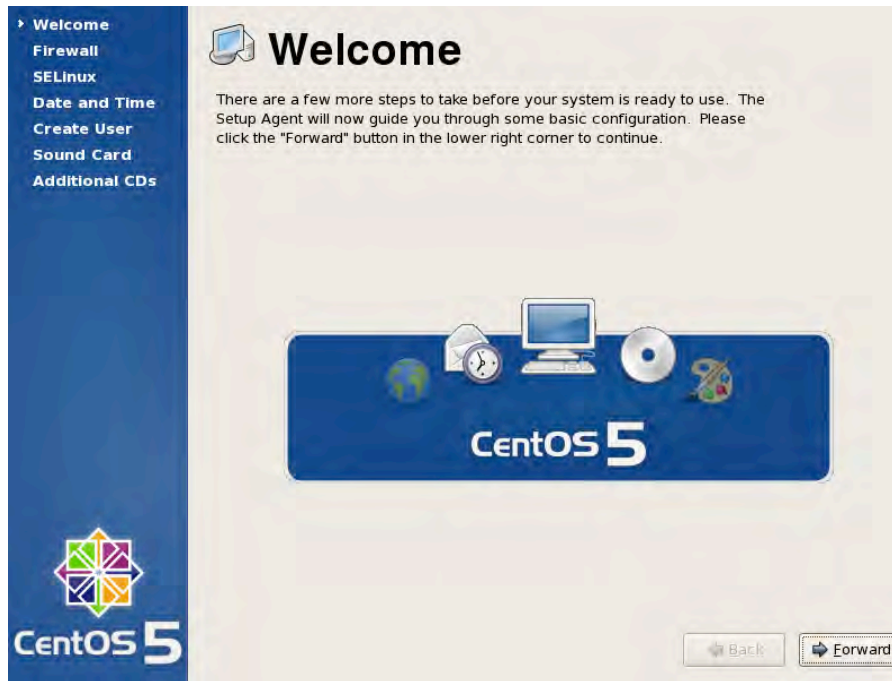 Welcome
Firewall
SELinux
Date and Time
Create User
Sound Card
Additional CDs
Welcome
There are a few more steps to take before your system is ready to use. The
Setup Agent will now guide you through some basic configuration. Please
click the "Forward" button in the lower right corner to continue.
CentOS 5
CentOS 5
Back
Forward